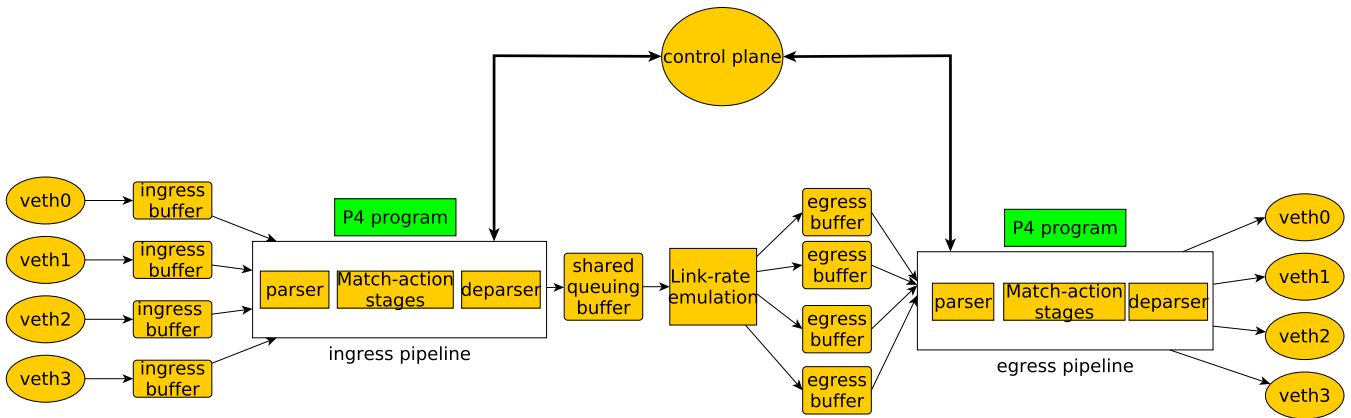 control plane
veth0
veth1
veth2
veth3
ingress
buffer
ingress
buffer
ingress
buffer
ingress
buffer
P4 program
parser
Match-action
stages
deparser
ingress pipeline
shared
queuing
buffer
Link-rate
emulation
egress
buffer
egress
buffer
egress
buffer
egress
buffer
P4 program
parser
Match-action
stages
deparser
egress pipeline
veth0
veth1
veth2
veth3